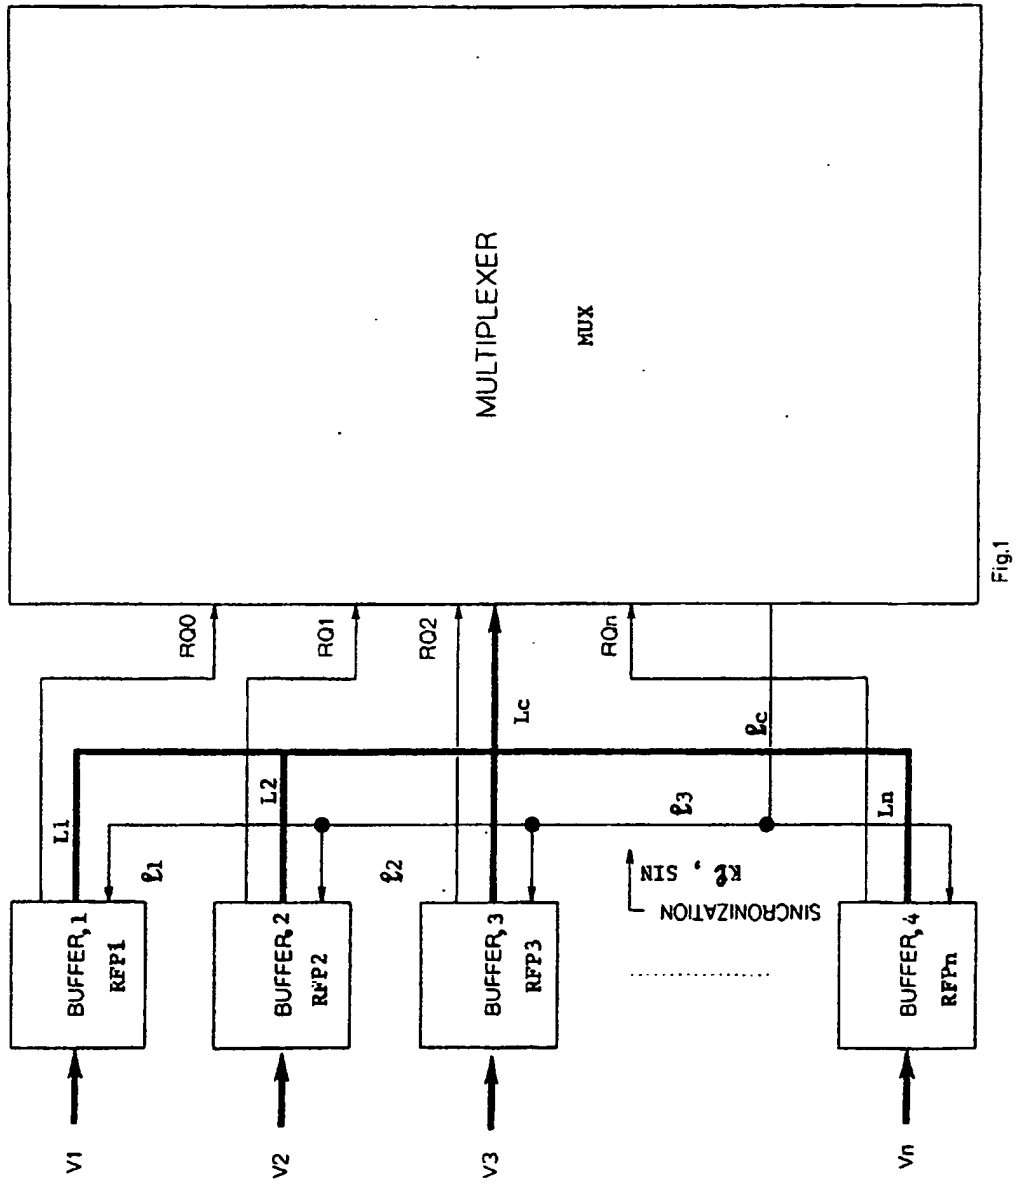 MULTIPLEXER
MUX
RQ0
RQ1
RQ2
RQn
Lc
ℓc
L1
L2
Ln
ℓ1
ℓ2
ℓ3
Kℓ, SIN
SINCRONIZATION
BUFFER,1
RFP1
BUFFER,2
RFP2
BUFFER,3
RFP3
BUFFER,4
RFPn
V1
V2
V3
Vn
Fig.1